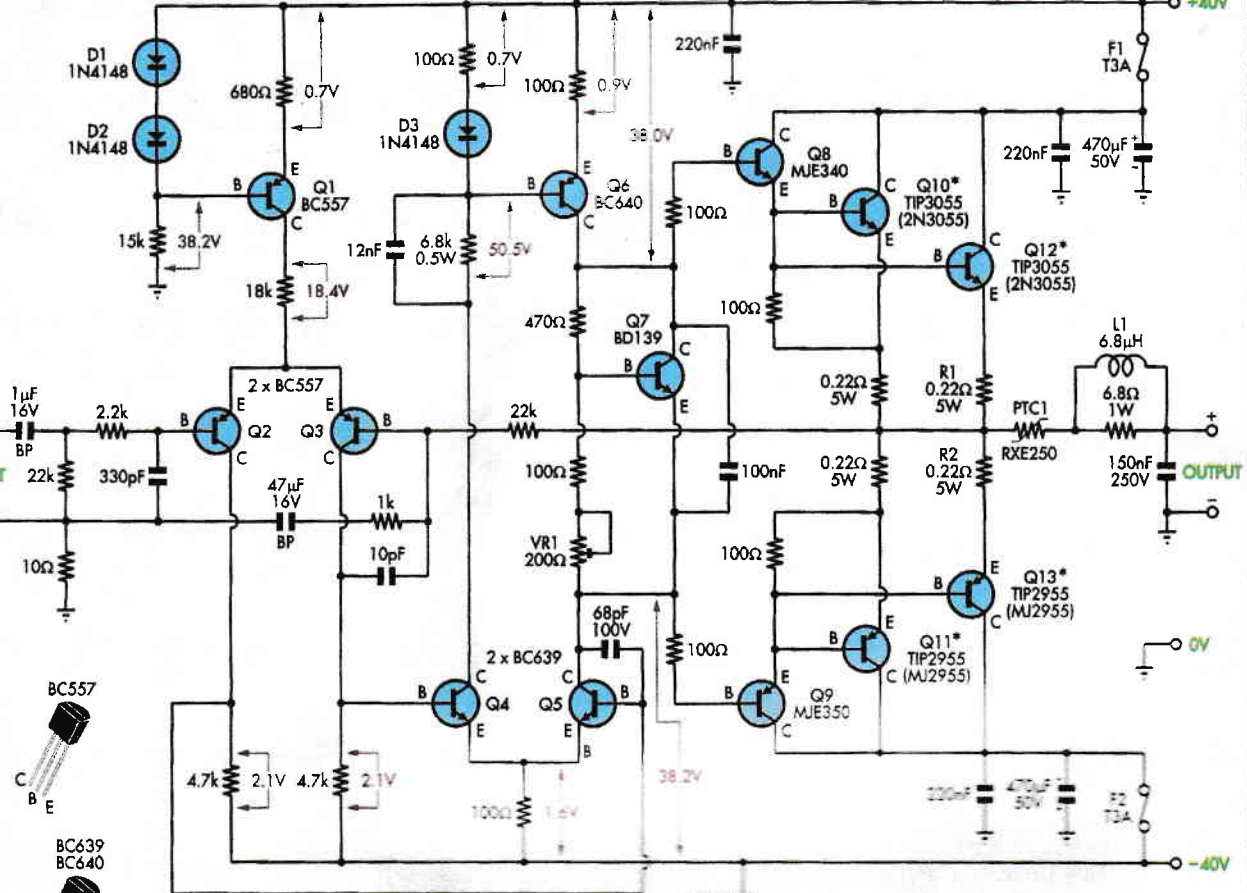 +40V
D1
1N4148
D2
1N4148
680Ω
0.7V
100Ω
0.7V
D3
1N4148
100Ω
0.9V
38.0V
220nF
F1
T3A
B
E
C
Q1
BC557
15k
38.2V
18k
18.4V
12nF
6.8k
0.5W
50.5V
B
E
C
Q6
BC640
470Ω
100Ω
B
C
E
Q8
MJE340
B
C
E
Q10*
TIP3055
(2N3055)
B
C
E
Q12*
TIP3055
(2N3055)
100Ω
220nF
470µF
50V
+
-
Q7
BD139
B
C
E
1µF
16V
BP
2.2k
22k
330pF
T
10Ω
2 x BC557
B
E
C
Q2
E
Q3
B
C
22k
47µF
16V
BP
1k
10pF
100Ω
VR1
200Ω
100nF
0.22Ω
5W
R1
0.22Ω
5W
0.22Ω
5W
R2
0.22Ω
5W
PTC1
RXE250
L1
6.8µH
6.8Ω
1W
150nF
250V
+
OUTPUT
−
100Ω
68pF
100V
100Ω
B
E
C
Q13*
TIP2955
(MJ2955)
B
E
C
Q11*
TIP2955
(MJ2955)
0V
2 x BC639
B
C
E
Q4
Q5
C
B
E
B
B
E
C
Q9
MJE350
BC557
C
B
E
4.7k
2.1V
4.7k
2.1V
100Ω
1.6V
38.2V
220nF
470µF
50V
F2
T3A
BC639
BC640
−40V